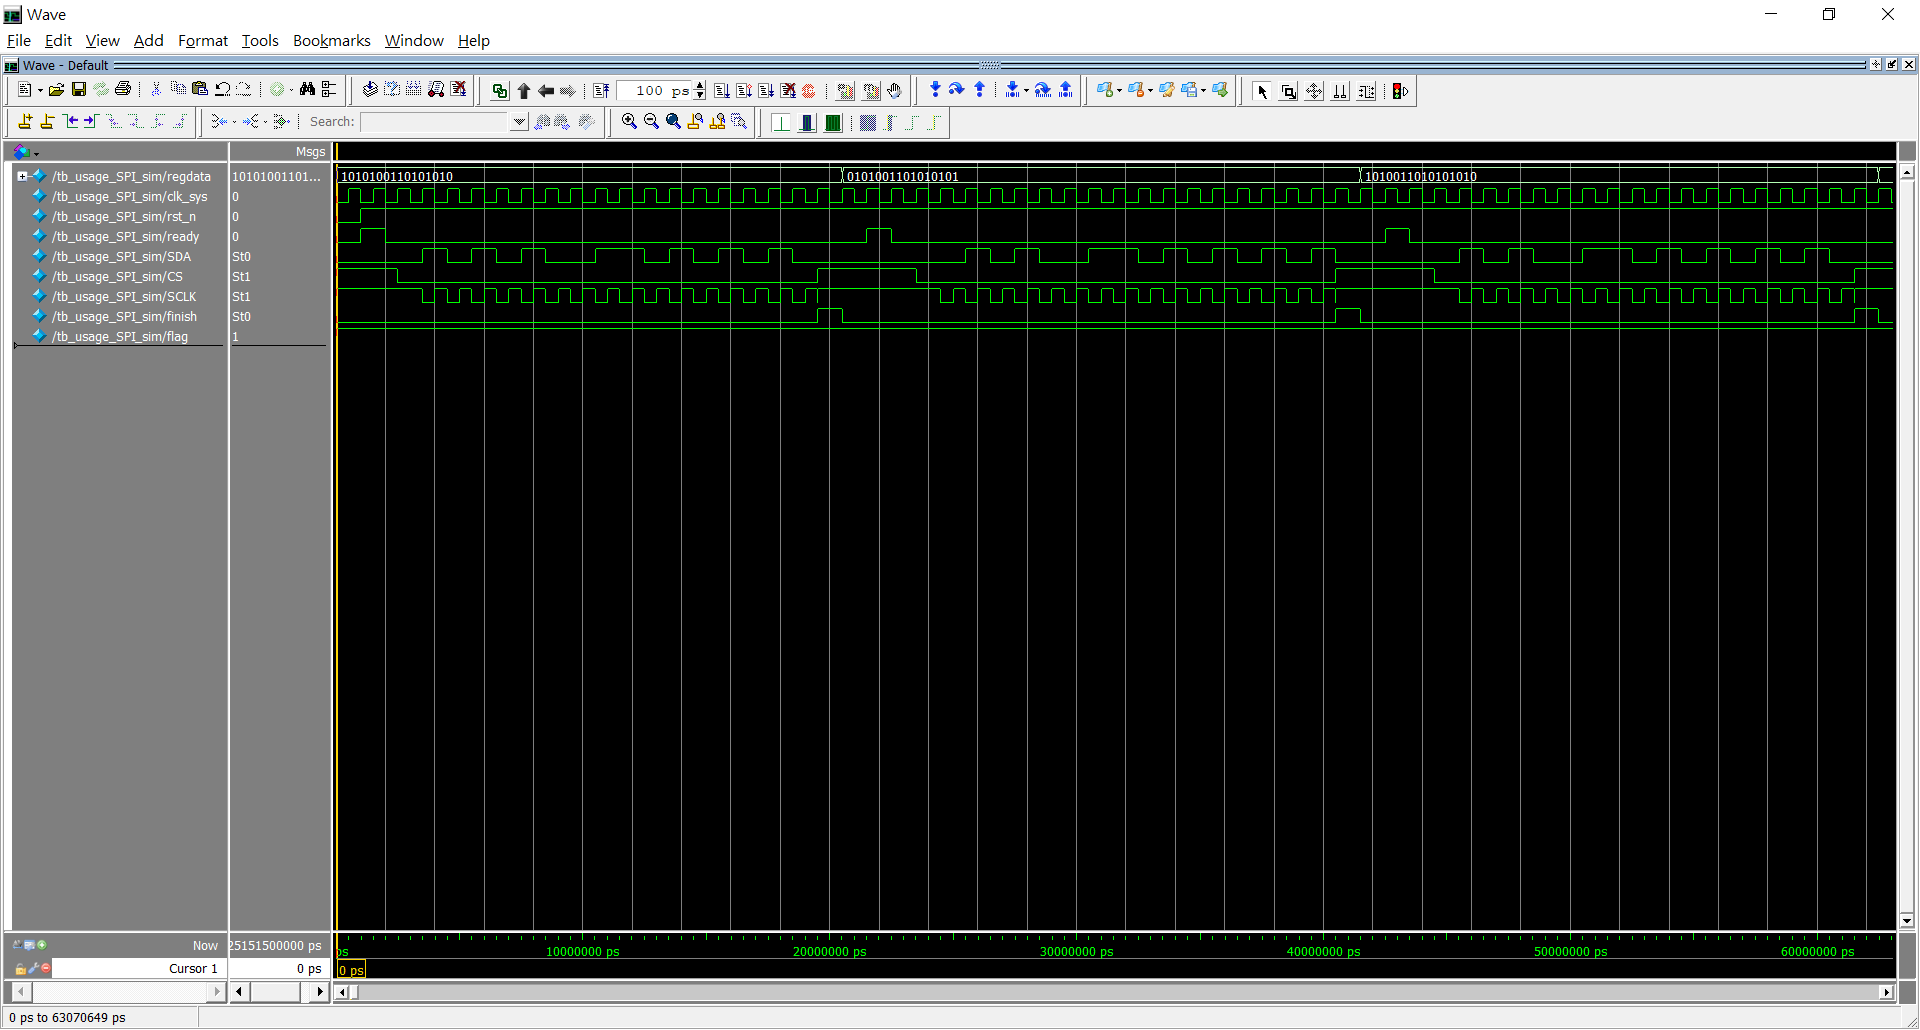 Wave
File Edit View Add Format Tools Bookmarks Window Help
Wave - Default
100 ps
Search:
Msgs
/tb_usage_SPI_sim/regdata 10101001101... 1010100110101010 0101001101010101 1010011010101010
/tb_usage_SPI_sim/clk_sys 0
/tb_usage_SPI_sim/rst_n 0
/tb_usage_SPI_sim/ready 0
/tb_usage_SPI_sim/SDA St0
/tb_usage_SPI_sim/CS St1
/tb_usage_SPI_sim/SCLK St1
/tb_usage_SPI_sim/finish St0
/tb_usage_SPI_sim/flag 1
Now 25151500000 ps ps 10000000 ps 20000000 ps 30000000 ps 40000000 ps 50000000 ps 60000000 ps
Cursor 1 0 ps 0 ps
0 ps to 63070649 ps